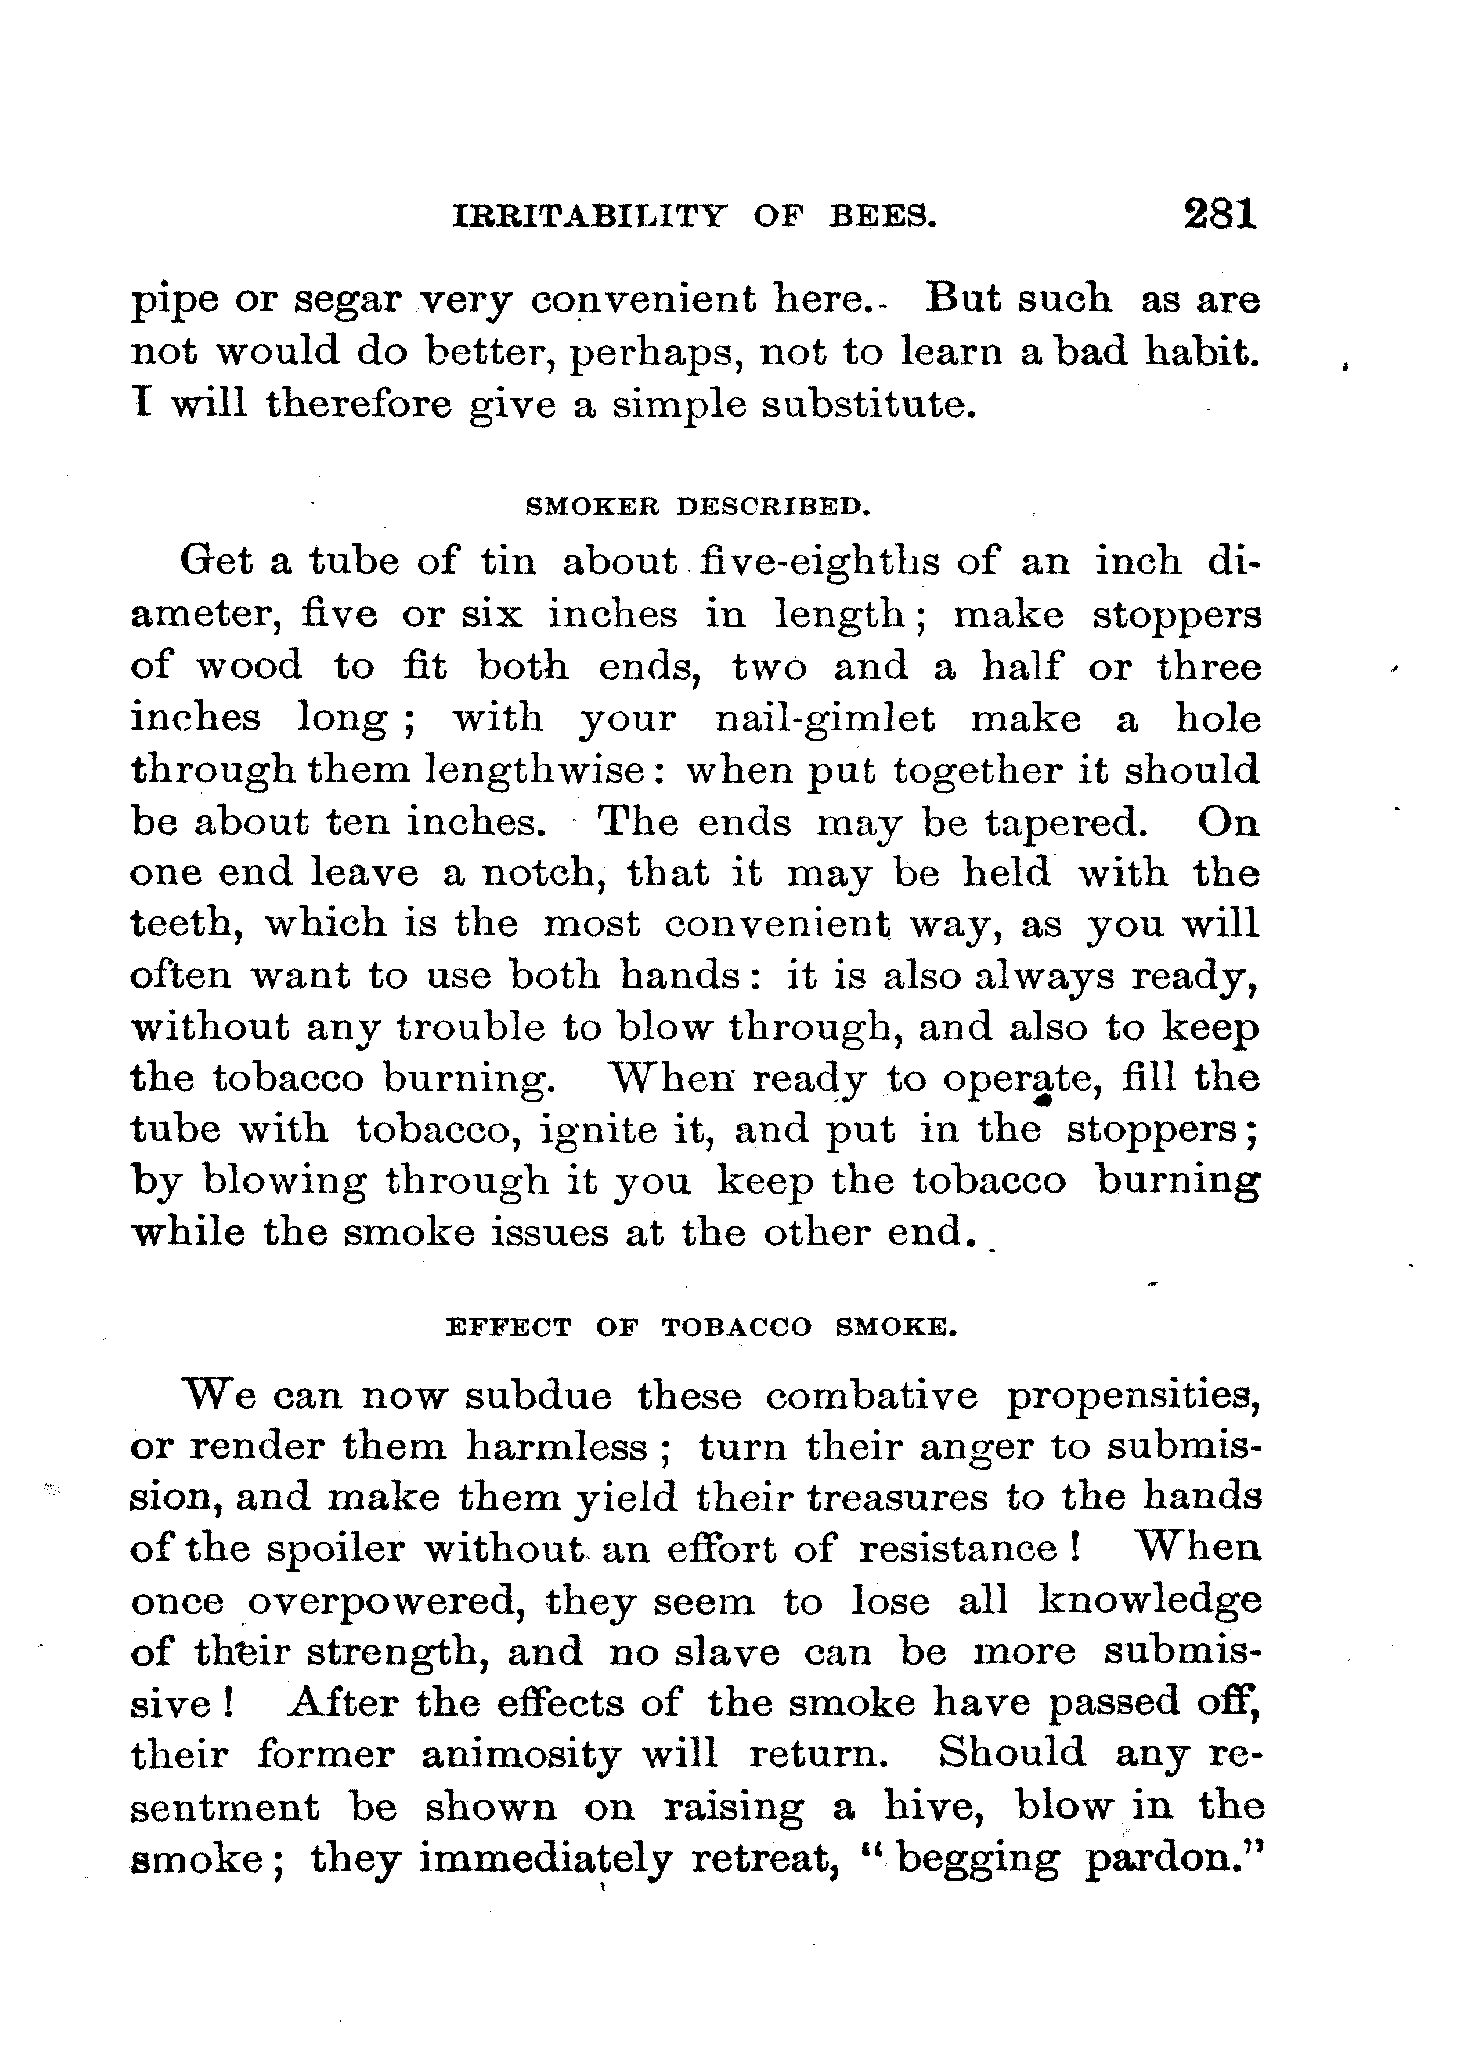 IRRITABILITY OF BEES. 281
pipe or segar very convenient here. But such as are
not would do better, perhaps, not to learn a bad habit.
I will therefore give a simple substitute.
SMOKER DESCRIBED.
Get a tube of tin about five-eighths of an inch di-
ameter, five or six inches in length; make stoppers
of wood to fit both ends, two and a half or three
inches long; with your nail-gimlet make a hole
through them lengthwise: when put together it should
be about ten inches. The ends may be tapered. On
one end leave a notch, that it may be held with the
teeth, which is the most convenient way, as you will
often want to use both hands: it is also always ready,
without any trouble to blow through, and also to keep
the tobacco burning. When ready to operate, fill the
tube with tobacco, ignite it, and put in the stoppers;
by blowing through it you keep the tobacco burning
while the smoke issues at the other end.
EFFECT OF TOBACCO SMOKE.
We can now subdue these combative propensities,
or render them harmless; turn their anger to submis-
sion, and make them yield their treasures to the hands
of the spoiler without an effort of resistance! When
once overpowered, they seem to lose all knowledge
of their strength, and no slave can be more submis-
sive! After the effects of the smoke have passed off,
their former animosity will return. Should any re-
sentment be shown on raising a hive, blow in the
smoke; they immediately retreat, "begging pardon."